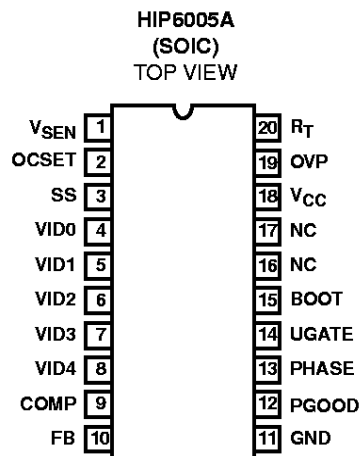 HIP6005A
(SOIC)
TOP VIEW
VSEN 1 20 RT
OCSET 2 19 OVP
SS 3 18 VCC
VID0 4 17 NC
VID1 5 16 NC
VID2 6 15 BOOT
VID3 7 14 UGATE
VID4 8 13 PHASE
COMP 9 12 PGOOD
FB 10 11 GND